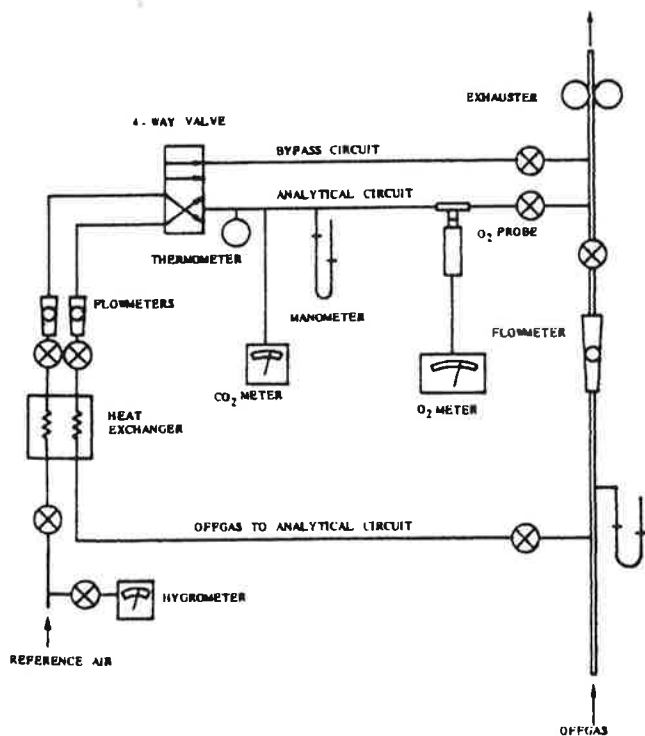 EXHAUSTER
4-WAY VALVE
BYPASS CIRCUIT
ANALYTICAL CIRCUIT
THERMOMETER
O2 PROBE
FLOWMETERS
MANOMETER
FLOWMETER
CO2 METER
O2 METER
HEAT
EXCHANGER
OFFGAS TO ANALYTICAL CIRCUIT
HYGROMETER
REFERENCE AIR
OFFGAS